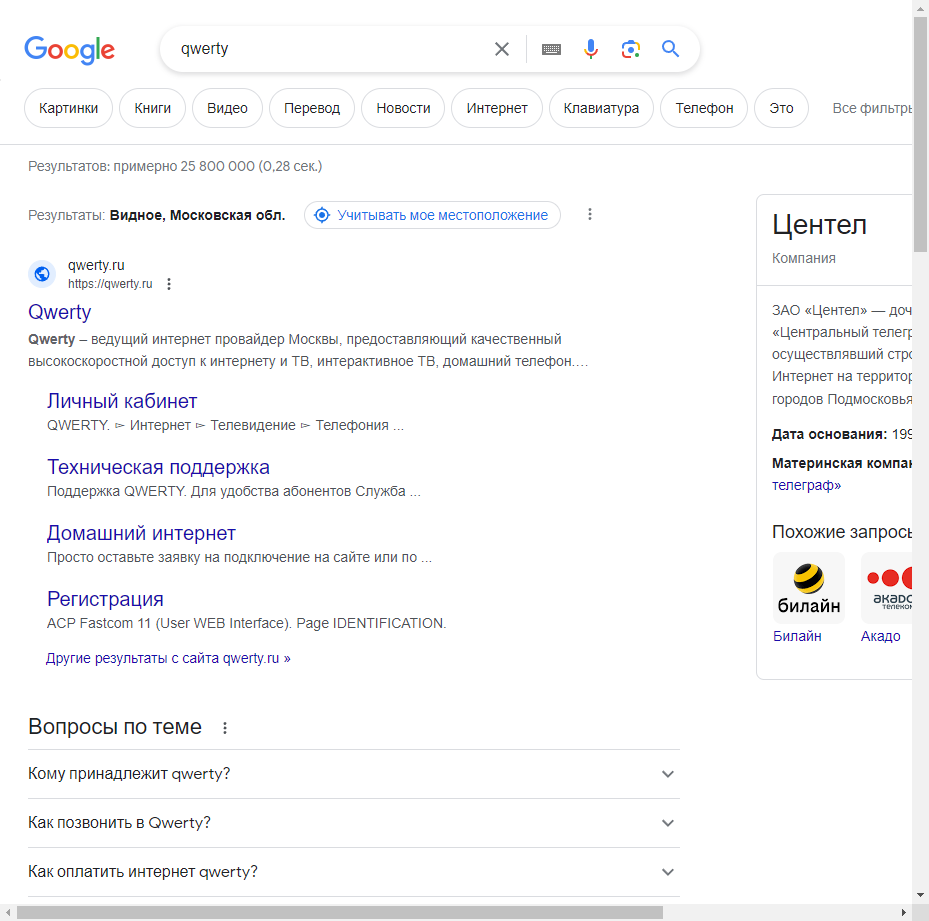 Google
qwerty
Картинки
Книги
Видео
Перевод
Новости
Интернет
Клавиатура
Телефон
Это
Все фильтры
Результатов: примерно 25 800 000 (0,28 сек.)
Результаты: Видное, Московская обл.
Учитывать мое местоположение
qwerty.ru
https://qwerty.ru
Qwerty
Qwerty – ведущий интернет провайдер Москвы, предоставляющий качественный
высокоскоростной доступ к интернету и ТВ, интерактивное ТВ, домашний телефон.…
Личный кабинет
QWERTY. ▻ Интернет ▻ Телевидение ▻ Телефония ...
Техническая поддержка
Поддержка QWERTY. Для удобства абонентов Служба ...
Домашний интернет
Просто оставьте заявку на подключение на сайте или по ...
Регистрация
ACP Fastcom 11 (User WEB Interface). Page IDENTIFICATION.
Другие результаты с сайта qwerty.ru »
Вопросы по теме
Кому принадлежит qwerty?
Как позвонить в Qwerty?
Как оплатить интернет qwerty?
Центел
Компания
ЗАО «Центел» — доч
«Центральный телегр
осуществлявший стро
Интернет на территор
городов Подмосковья
Дата основания: 199
Материнская компан
телеграф»
Похожие запросы
билайн
Билайн
акадо
телеком
Акадо